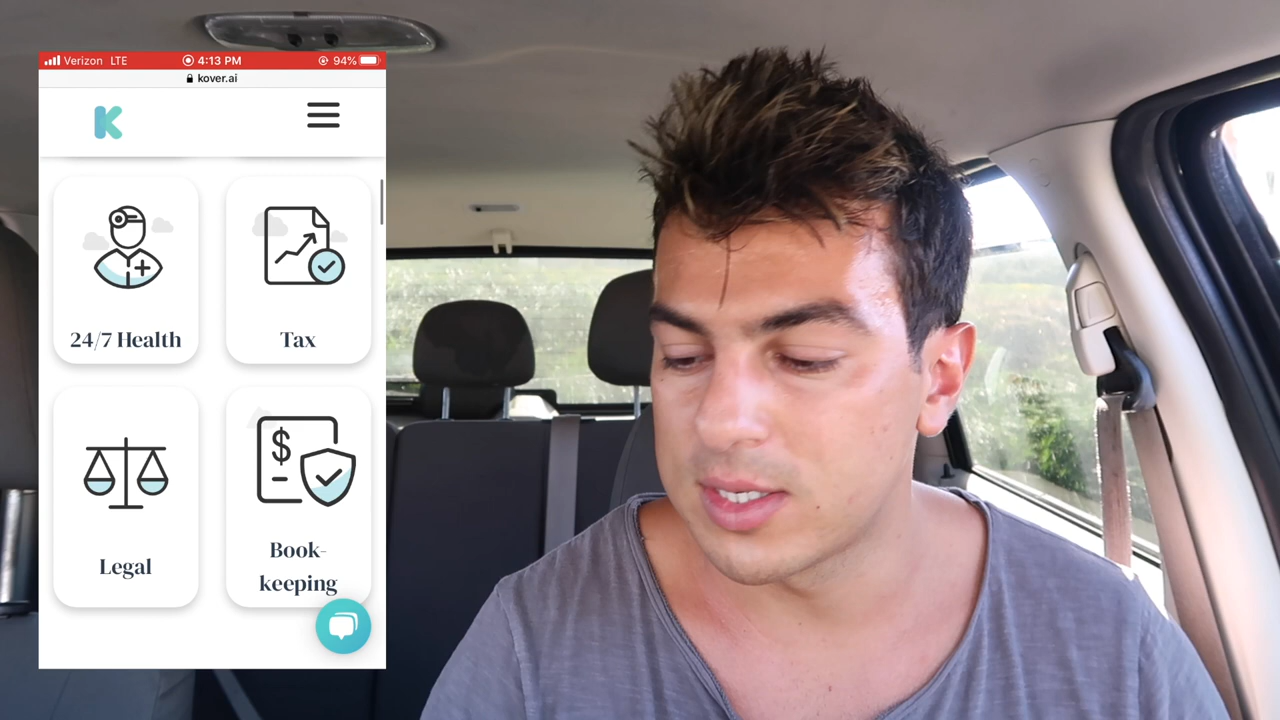 Verizon LTE 4:13 PM 94%
kover.ai
K
24/7 Health
Tax
Legal
Book-
keeping